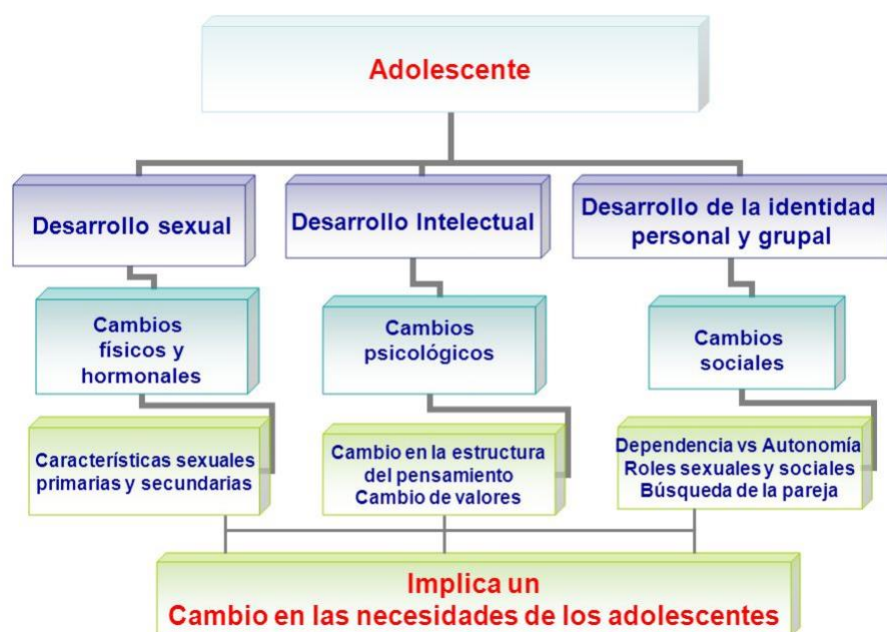 Adolescente
Desarrollo sexual
Desarrollo Intelectual
Desarrollo de la identidad
personal y grupal
Cambios
físicos y
hormonales
Cambios
psicológicos
Cambios
sociales
Características sexuales
primarias y secundarias
Cambio en la estructura
del pensamiento
Cambio de valores
Dependencia vs Autonomía
Roles sexuales y sociales
Búsqueda de la pareja
Implica un
Cambio en las necesidades de los adolescentes